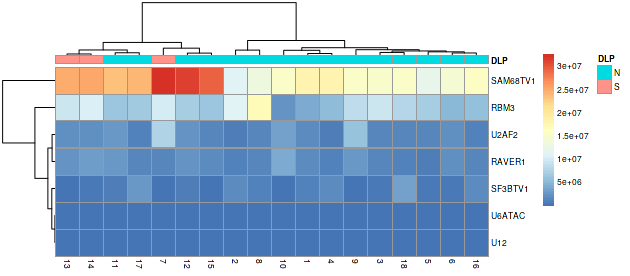 DLP
SAM68TV1
RBM3
U2AF2
RAVER1
SF3BTV1
U6ATAC
U12
13 14 11 17 7 12 15 2 8 10 1 4 9 3 18 5 6 16
3e+07
2.5e+07
2e+07
1.5e+07
1e+07
5e+06
DLP
N
S